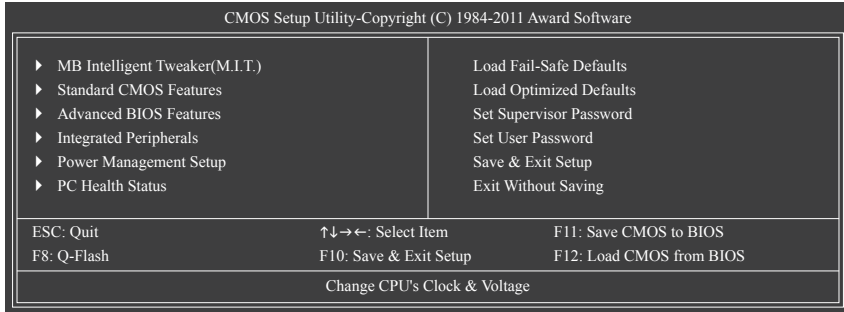 CMOS Setup Utility-Copyright (C) 1984-2011 Award Software
MB Intelligent Tweaker(M.I.T.)
Standard CMOS Features
Advanced BIOS Features
Integrated Peripherals
Power Management Setup
PC Health Status
Load Fail-Safe Defaults
Load Optimized Defaults
Set Supervisor Password
Set User Password
Save & Exit Setup
Exit Without Saving
ESC: Quit ↑↓→←: Select Item F11: Save CMOS to BIOS
F8: Q-Flash F10: Save & Exit Setup F12: Load CMOS from BIOS
Change CPU's Clock & Voltage